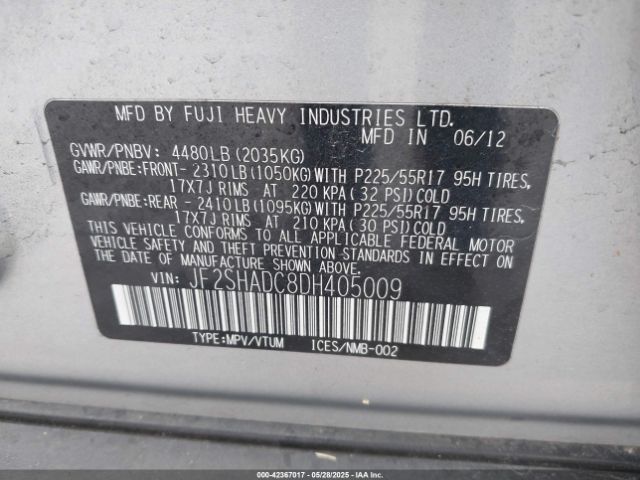 MFD BY FUJI HEAVY INDUSTRIES LTD.
MFD IN 06/12
GVWR/PNBV: 4480LB(2035KG)
GAWR/PNBE:FRONT- 2310LB(1050KG)WITH P225/55R17 95H TIRES,
17X7J RIMS AT 220 KPA(32 PSI)COLD
GAWR/PNBE:REAR - 2410LB(1095KG)WITH P225/55R17 95H TIRES,
17X7J RIMS AT 210 KPA(30 PSI)COLD
THIS VEHICLE CONFORMS TO ALL APPLICABLE FEDERAL MOTOR
VEHICLE SAFETY AND THEFT PREVENTION STANDARDS IN EFFECT ON
THE DATE OF MANUFACTURE SHOWN ABOVE.
VIN: JF2SHADC8DH405009
TYPE:MPV/VTUM ICES/NMB-002
000-42367017 05/28/2025 IAAI.COM